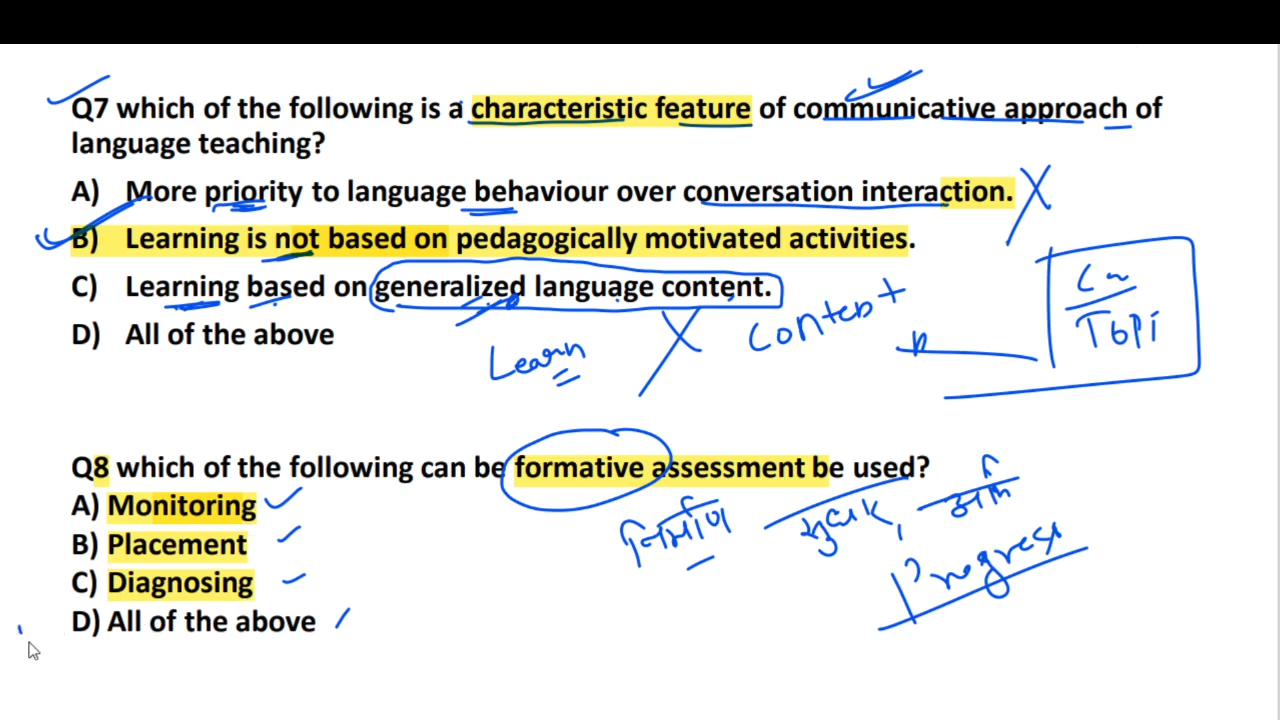 Q7 which of the following is a characteristic feature of communicative approach of
language teaching?
A) More priority to language behaviour over conversation interaction.
B) Learning is not based on pedagogically motivated activities.
C) Learning based on generalized language content.
D) All of the above
Learn
Q8 which of the following can be formative assessment be used?
A) Monitoring
B) Placement
C) Diagnosing
D) All of the above
Progress